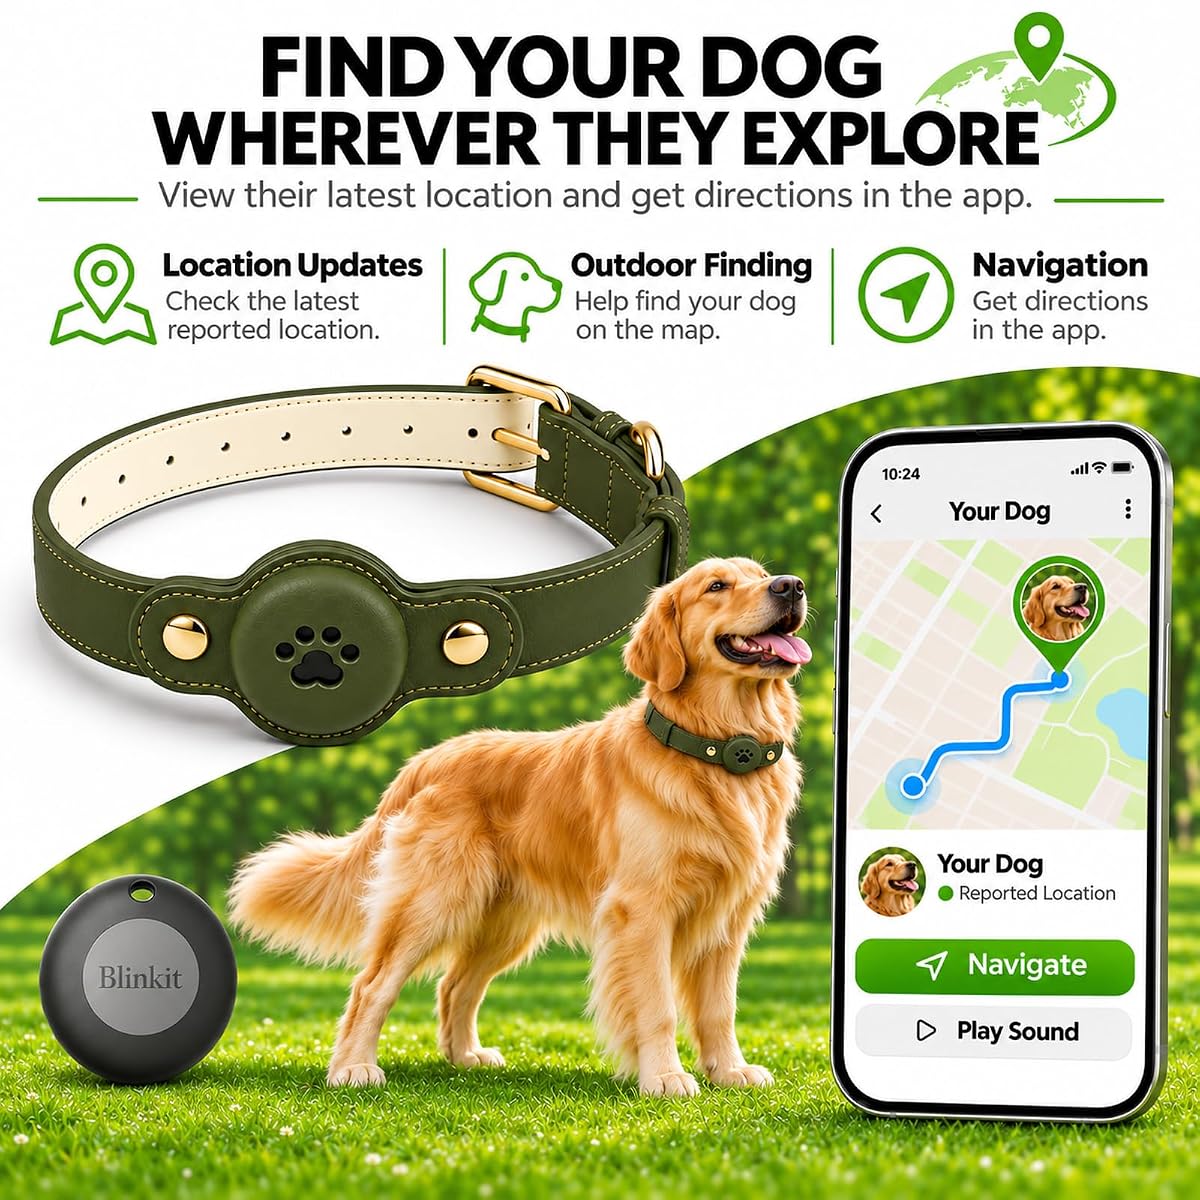 FIND YOUR DOG
WHEREVER THEY EXPLORE
View their latest location and get directions in the app.
Location Updates
Check the latest
reported location.
Outdoor Finding
Help find your dog
on the map.
Navigation
Get directions
in the app.
10:24
Your Dog
Your Dog
Reported Location
Navigate
Play Sound
Blinkit